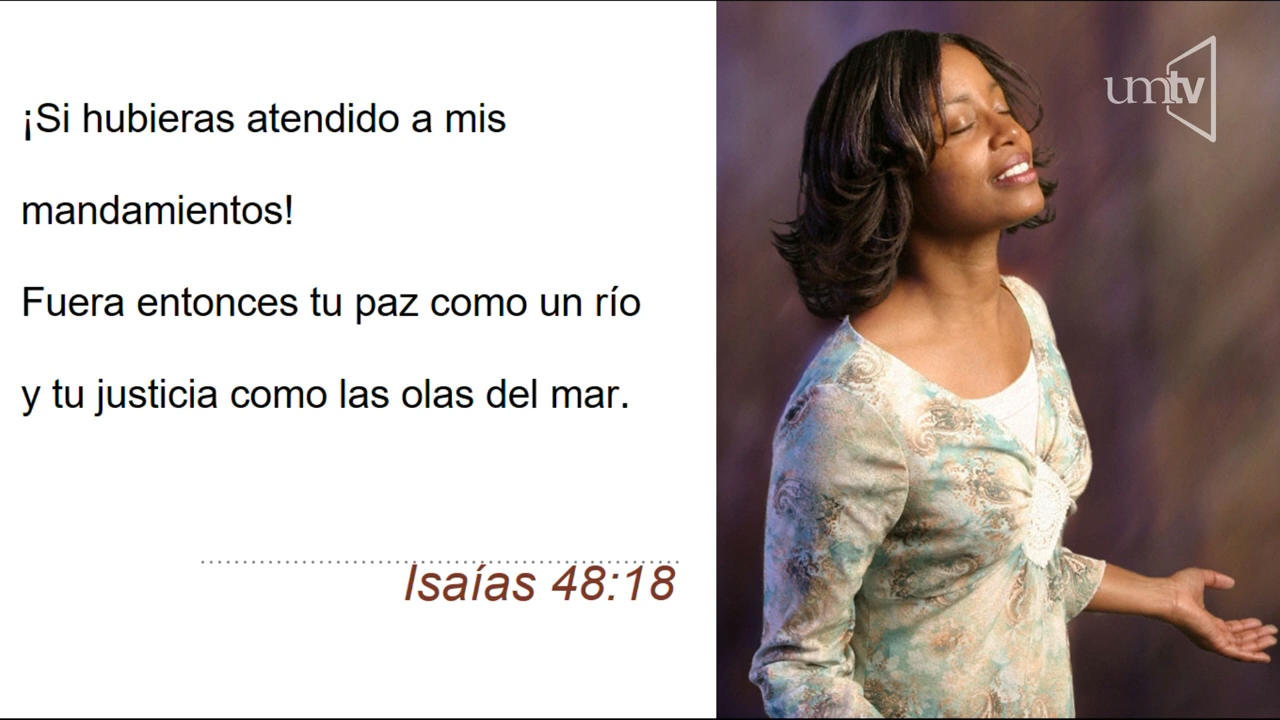 ¡Si hubieras atendido a mis
mandamientos!
Fuera entonces tu paz como un río
y tu justicia como las olas del mar.
Isaías 48:18
umtv